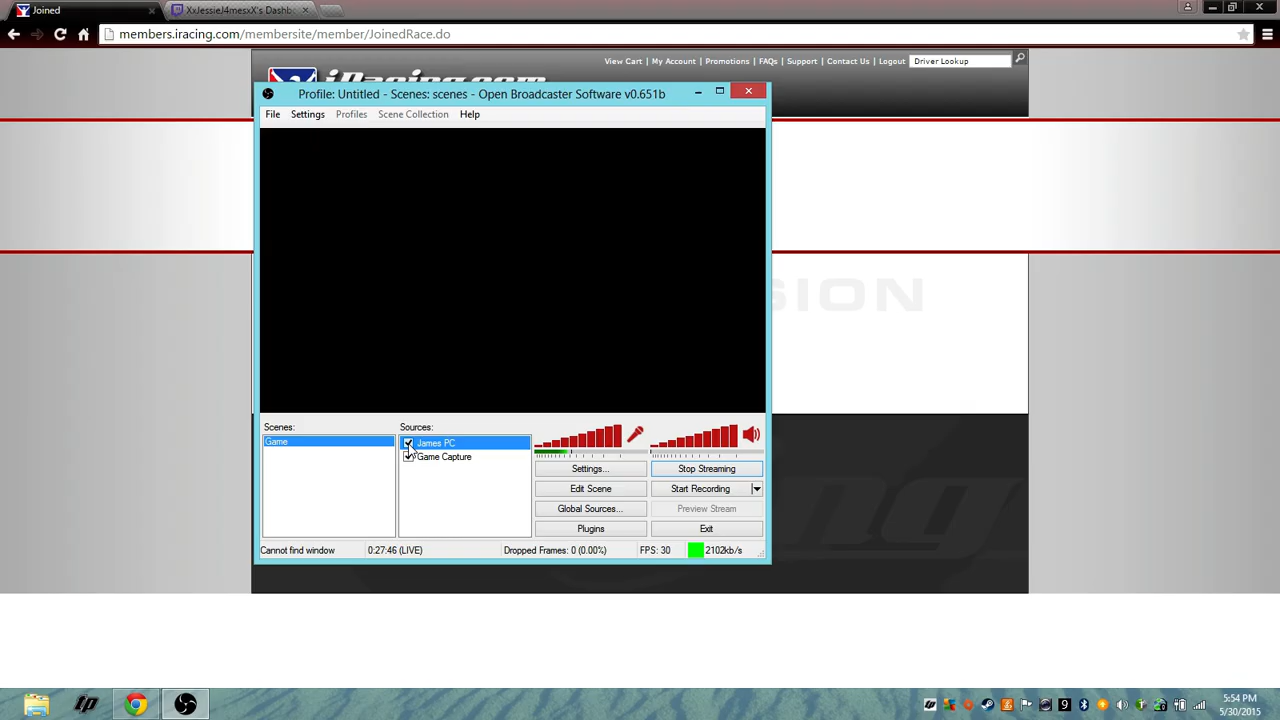 Joined
XxJessieJ4mesxX's Dashbo
members.iracing.com/membersite/member/JoinedRace.do
View Cart | My Account | Promotions | FAQs | Support | Contact Us | Logout
Driver Lookup
iRacing.com
Profile: Untitled - Scenes: scenes - Open Broadcaster Software v0.651b
File Settings Profiles Scene Collection Help
SION
Scenes:
Sources:
Game
James PC
Game Capture
Settings...
Stop Streaming
Edit Scene
Start Recording
Global Sources...
Preview Stream
Plugins
Exit
Cannot find window
0:27:46 (LIVE)
Dropped Frames: 0 (0.00%)
FPS: 30
2102kb/s
5:54 PM
5/30/2015